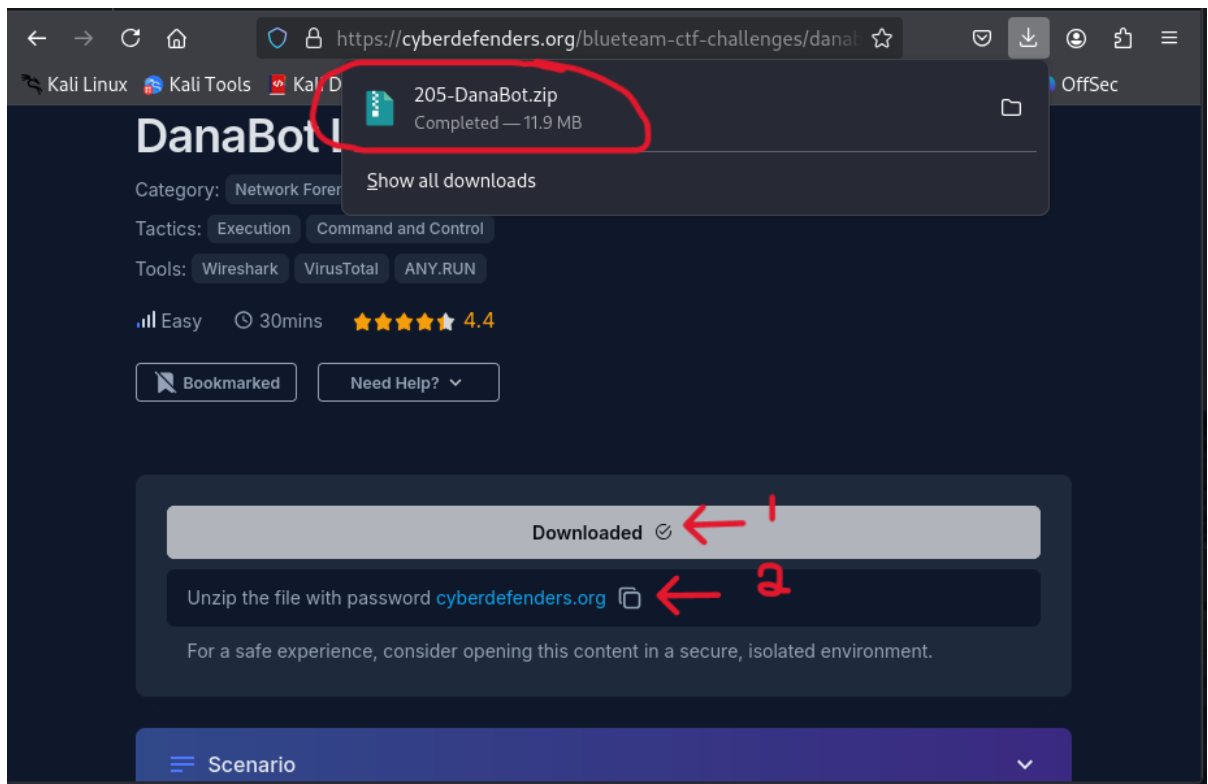 https://cyberdefenders.org/blueteam-ctf-challenges/danab
Kali Linux Kali Tools Kali D OffSec
205-DanaBot.zip
Completed — 11.9 MB
Show all downloads
DanaBot L
Category: Network Foren
Tactics: Execution Command and Control
Tools: Wireshark VirusTotal ANY.RUN
Easy 30mins 4.4
Bookmarked Need Help?
Downloaded 1
Unzip the file with password cyberdefenders.org 2
For a safe experience, consider opening this content in a secure, isolated environment.
Scenario